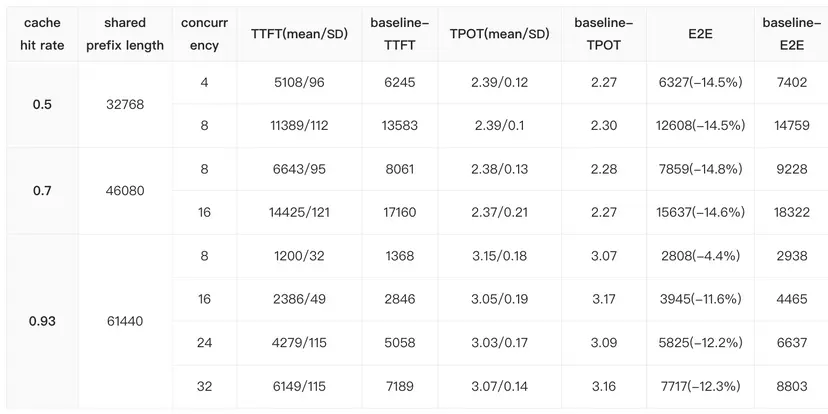 cache hit rate | shared prefix length | concurrency | TTFT(mean/SD) | baseline-TTFT | TPOT(mean/SD) | baseline-TPOT | E2E | baseline-E2E
0.5 | 32768 | 4 | 5108/96 | 6245 | 2.39/0.12 | 2.27 | 6327(-14.5%) | 7402
8 | 11389/112 | 13583 | 2.39/0.1 | 2.30 | 12608(-14.5%) | 14759
0.7 | 46080 | 8 | 6643/95 | 8061 | 2.38/0.13 | 2.28 | 7859(-14.8%) | 9228
16 | 14425/121 | 17160 | 2.37/0.21 | 2.27 | 15637(-14.6%) | 18322
0.93 | 61440 | 8 | 1200/32 | 1368 | 3.15/0.18 | 3.07 | 2808(-4.4%) | 2938
16 | 2386/49 | 2846 | 3.05/0.19 | 3.17 | 3945(-11.6%) | 4465
24 | 4279/115 | 5058 | 3.03/0.17 | 3.09 | 5825(-12.2%) | 6637
32 | 6149/115 | 7189 | 3.07/0.14 | 3.16 | 7717(-12.3%) | 8803